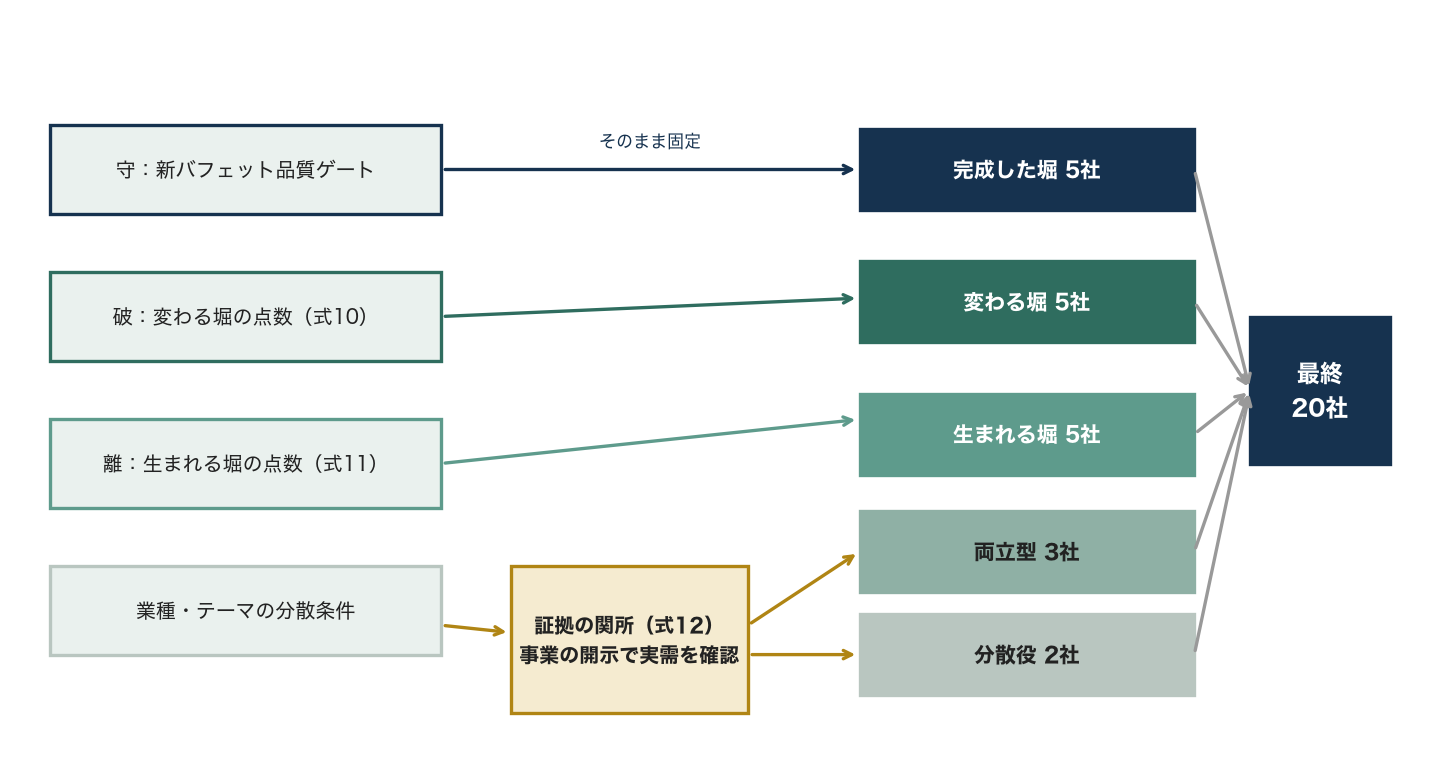 守：新バフェット品質ゲート
そのまま固定
完成した堀 5社
破：変わる堀の点数（式10）
変わる堀 5社
最終
20社
離：生まれる堀の点数（式11）
生まれる堀 5社
業種・テーマの分散条件
証拠の関所（式12）
事業の開示で実需を確認
両立型 3社
分散役 2社